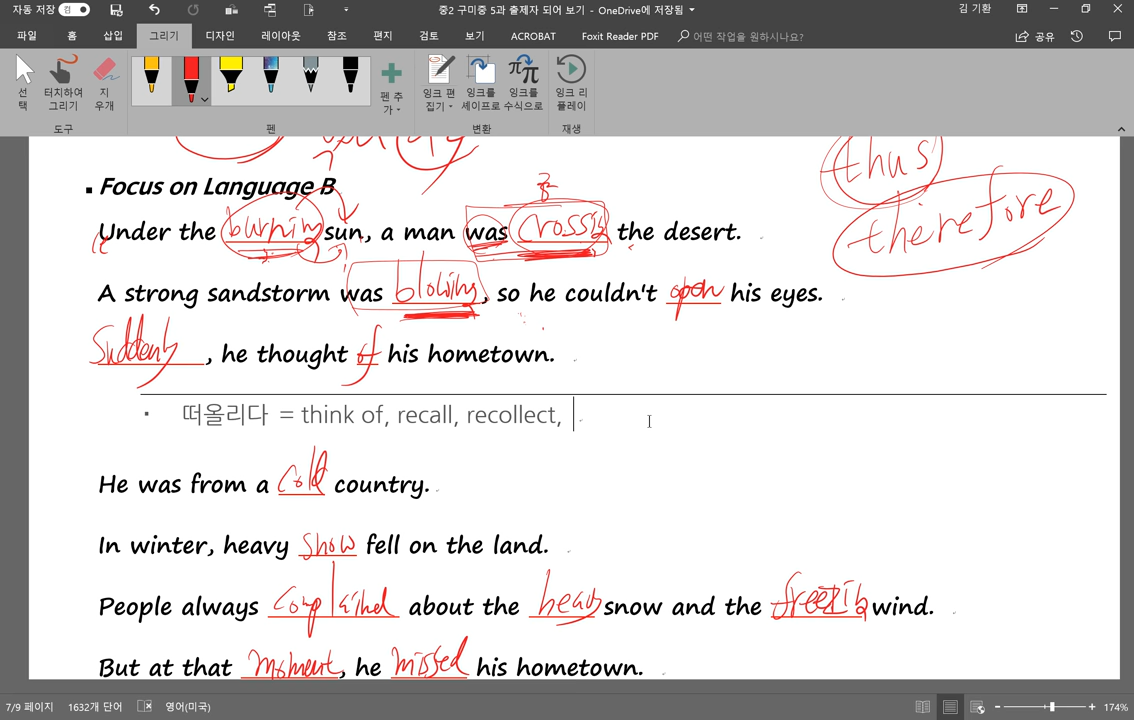 자동 저장 컴
중2 구미중 5과 출제자 되어 보기 - OneDrive에 저장됨
김 기환
파일 홈 삽입 그리기 디자인 레이아웃 참조 편지 검토 보기 ACROBAT Foxit Reader PDF 어떤 작업을 원하시나요? 공유
선택 터치하여 그리기 지우개 펜 추가 잉크 편집기 잉크를 셰이프로 잉크를 수식으로 잉크 리플레이
도구 펜 변환 재생
thus
therefore
Focus on Language B
Under the burning sun, a man was crossing the desert.
A strong sandstorm was blowing, so he couldn't open his eyes.
Suddenly, he thought of his hometown.
· 떠올리다 = think of, recall, recollect,
He was from a cold country.
In winter, heavy snow fell on the land.
People always complained about the heavy snow and the freezing wind.
But at that moment, he missed his hometown.
7/9 페이지 1632개 단어 영어(미국) 174%